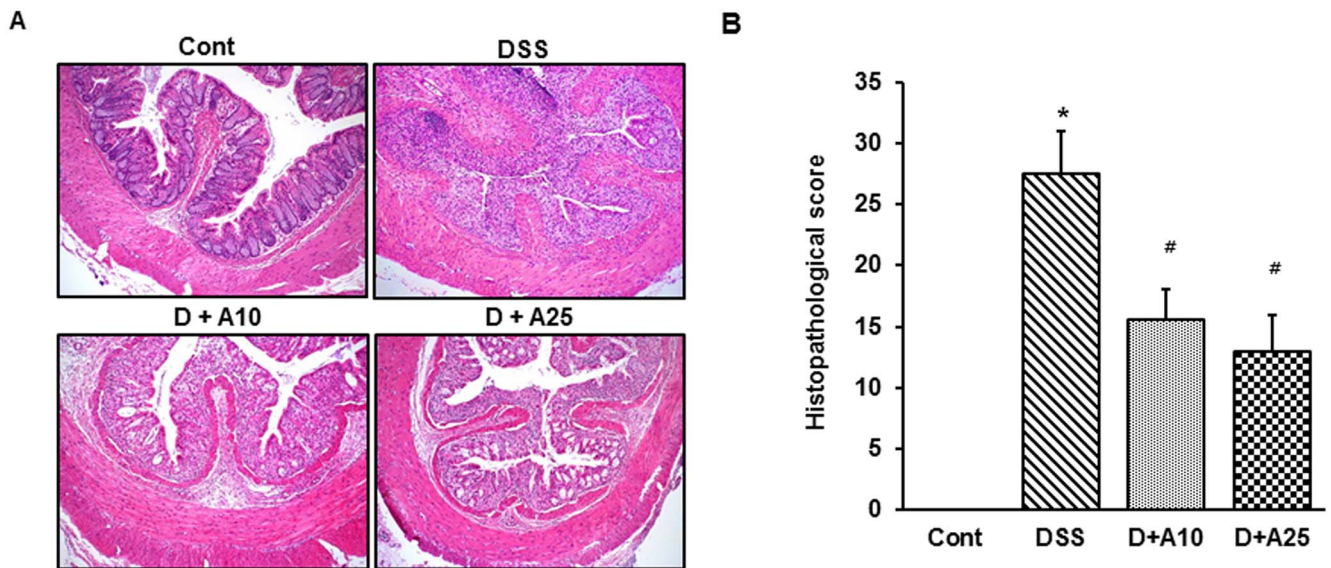 A
Cont
DSS
D + A10
D + A25
B
Histopathological score
35
30
25
20
15
10
5
0
*
#
#
Cont
DSS
D+A10
D+A25